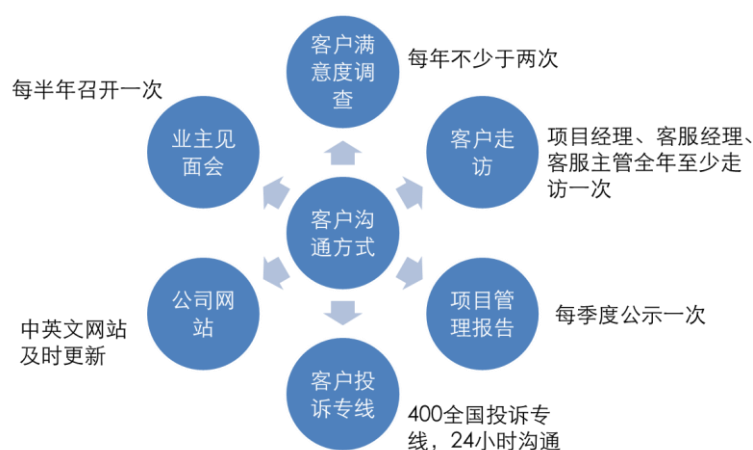 客户满
意度调
查
每年不少于两次
每半年召开一次
业主见
面会
客户走
访
项目经理、客服经理、
客服主管全年至少走
访一次
客户沟
通方式
公司网
站
中英文网站
及时更新
项目管
理报告
每季度公示一次
客户投
诉专线
400全国投诉专
线，24小时沟通